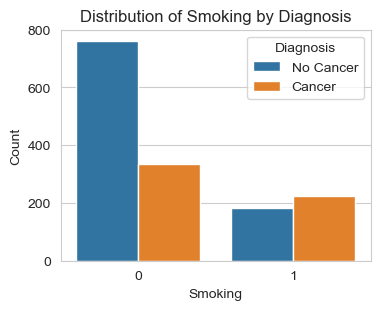 Distribution of Smoking by Diagnosis
800
600
400
200
0
Count
Diagnosis
No Cancer
Cancer
0 1
Smoking